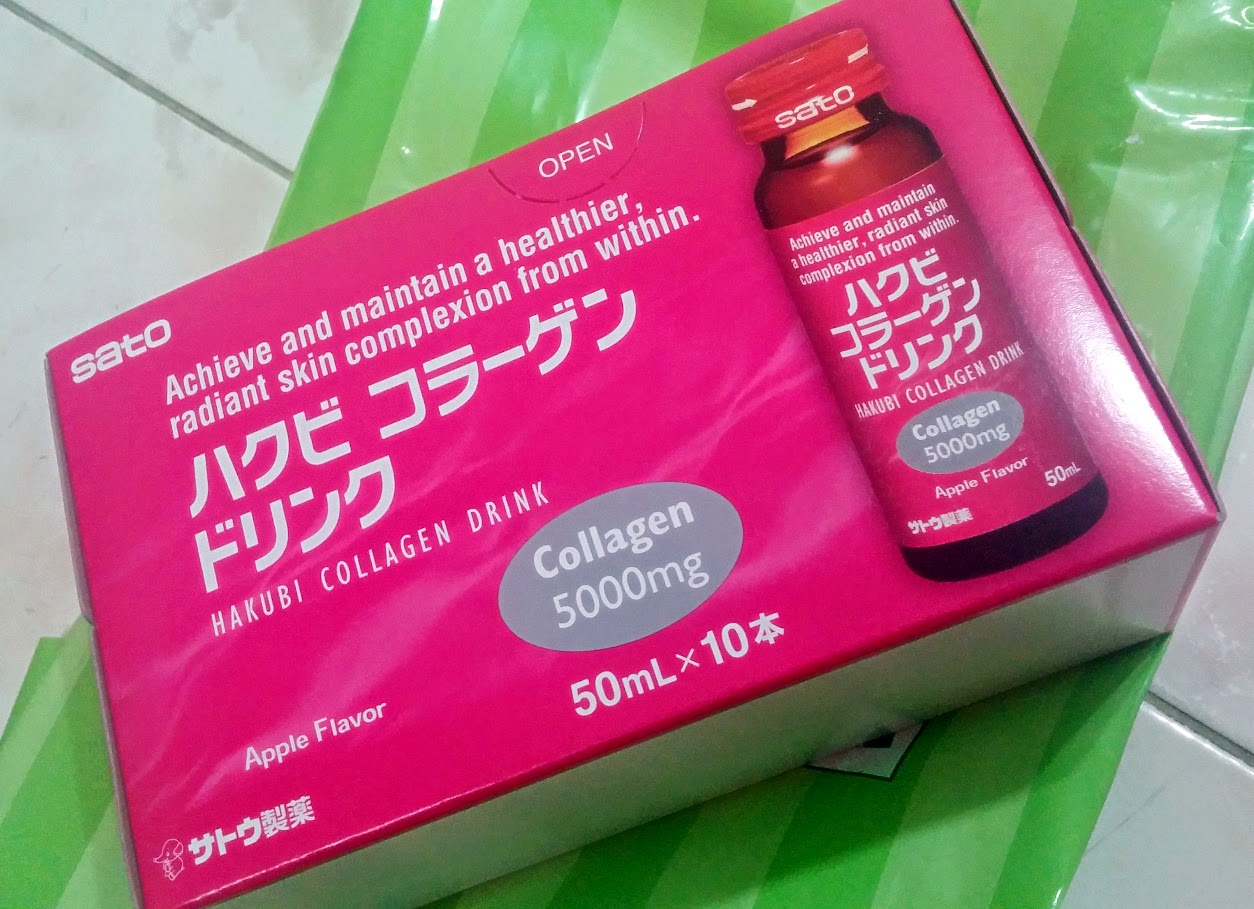 OPEN
sato
Achieve and maintain a healthier,
radiant skin complexion from within.
ハクビ コラーゲン
ドリンク
HAKUBI COLLAGEN DRINK
Collagen
5000mg
50mL×10本
Apple Flavor
サトウ製薬
sato
Achieve and maintain
a healthier, radiant skin
complexion from within.
ハクビ
コラーゲン
ドリンク
HAKUBI COLLAGEN DRINK
Collagen
5000mg
Apple Flavor
50mL
サトウ製薬